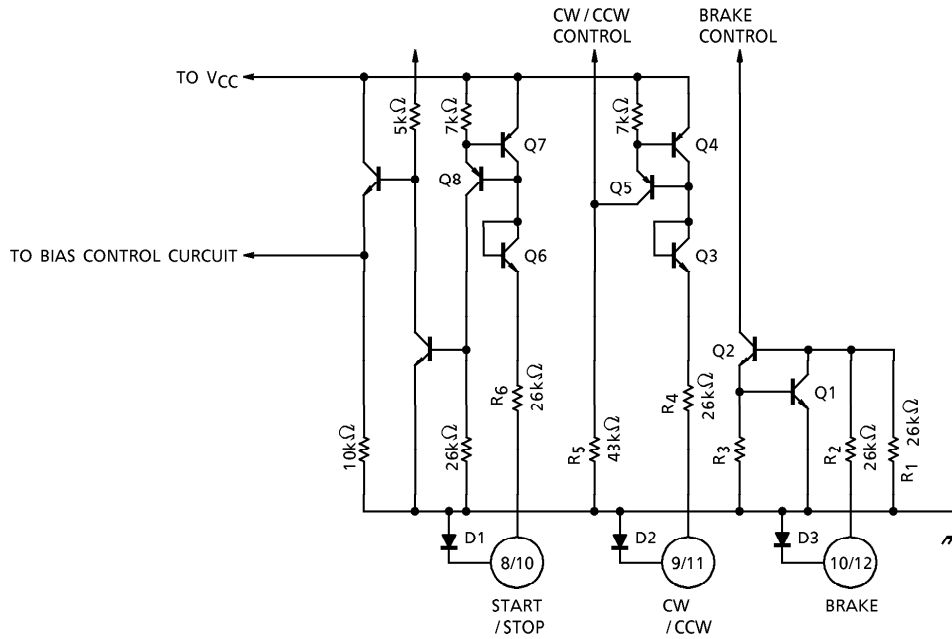 CW / CCW
CONTROL
BRAKE
CONTROL
TO VCC
5kΩ
7kΩ
Q7
7kΩ
Q4
Q8
Q5
TO BIAS CONTROL CURCUIT
Q6
Q3
Q2
Q1
R6
26kΩ
R4
26kΩ
10kΩ
26kΩ
R5
43kΩ
R3
R2
26kΩ
R1
26kΩ
D1
D2
D3
8/10
9/11
10/12
START
/ STOP
CW
/ CCW
BRAKE